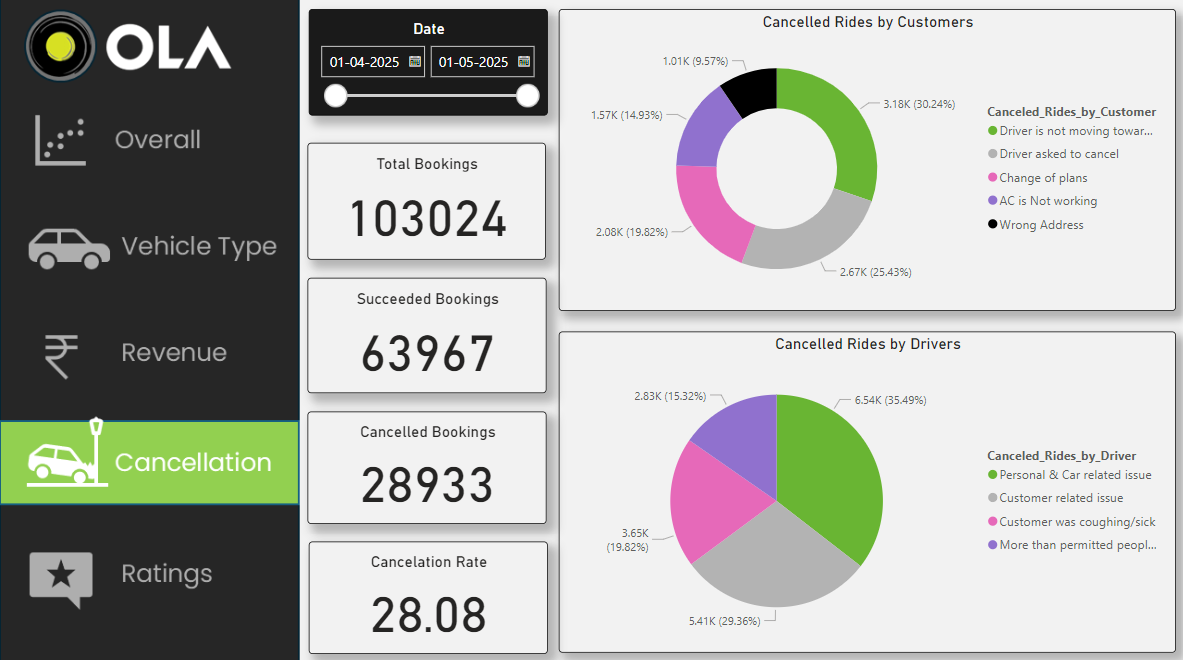 OLA
Overall
Vehicle Type
Revenue
Cancellation
Ratings
Date
01-04-2025
01-05-2025
Total Bookings
103024
Succeeded Bookings
63967
Cancelled Bookings
28933
Cancelation Rate
28.08
Cancelled Rides by Customers
1.01K (9.57%)
3.18K (30.24%)
1.57K (14.93%)
2.08K (19.82%)
2.67K (25.43%)
Canceled_Rides_by_Customer
Driver is not moving towar...
Driver asked to cancel
Change of plans
AC is Not working
Wrong Address
Cancelled Rides by Drivers
2.83K (15.32%)
6.54K (35.49%)
3.65K
(19.82%)
5.41K (29.36%)
Canceled_Rides_by_Driver
Personal & Car related issue
Customer related issue
Customer was coughing/sick
More than permitted peopl...